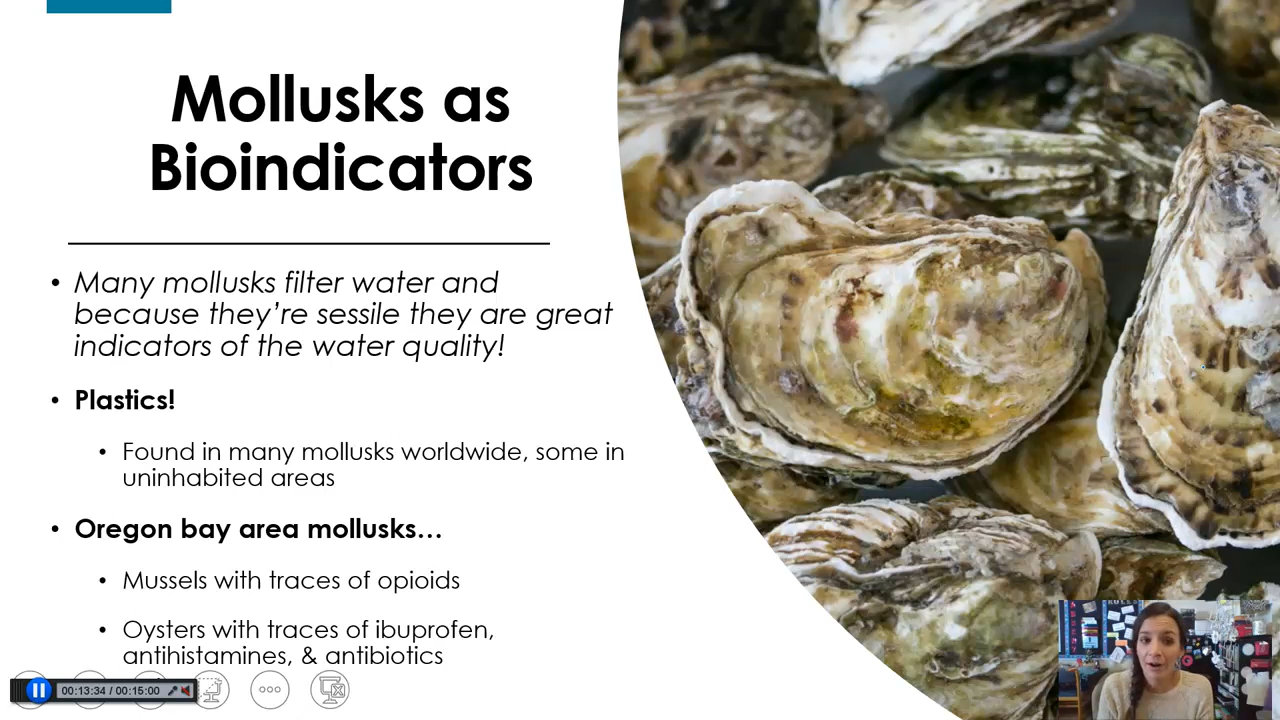 Mollusks as
Bioindicators
• Many mollusks filter water and
because they're sessile they are great
indicators of the water quality!
• Plastics!
• Found in many mollusks worldwide, some in
uninhabited areas
• Oregon bay area mollusks...
• Mussels with traces of opioids
• Oysters with traces of ibuprofen,
antihistamines, & antibiotics
00:13:34 / 00:15:00